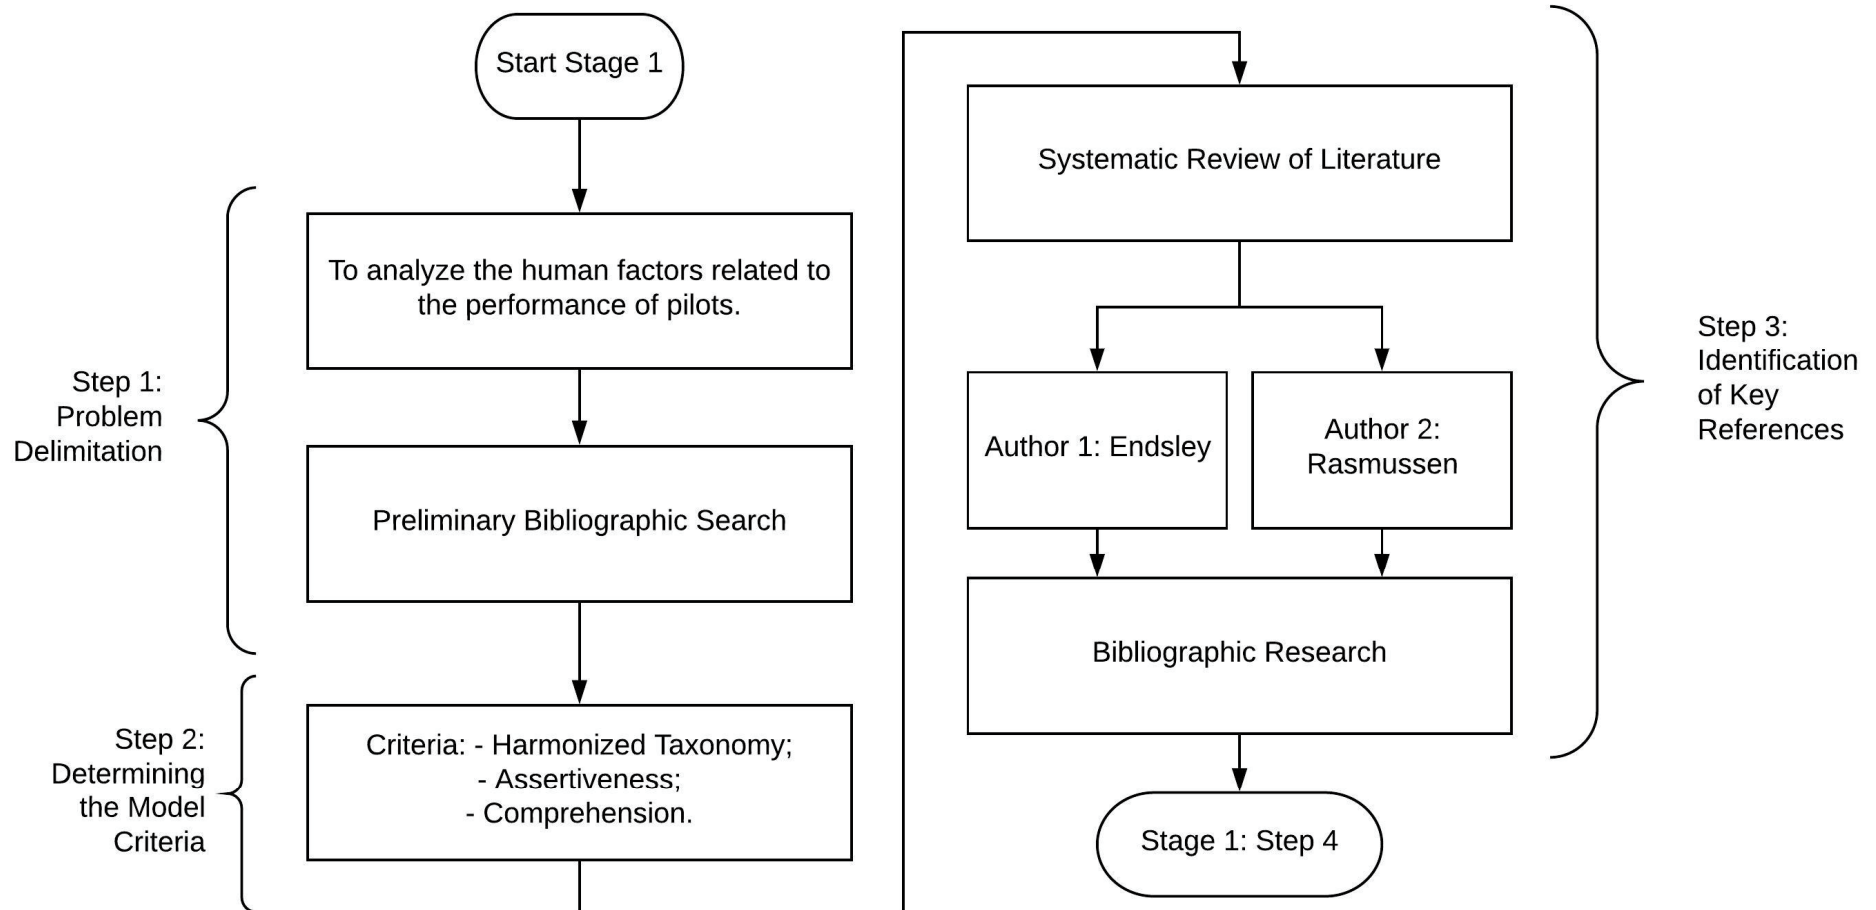 Start Stage 1
To analyze the human factors related to
the performance of pilots.
Step 1:
Problem
Delimitation
Preliminary Bibliographic Search
Step 2:
Determining
the Model
Criteria
Criteria: - Harmonized Taxonomy;
- Assertiveness;
- Comprehension.
Systematic Review of Literature
Author 1: Endsley
Author 2:
Rasmussen
Bibliographic Research
Stage 1: Step 4
Step 3:
Identification
of Key
References